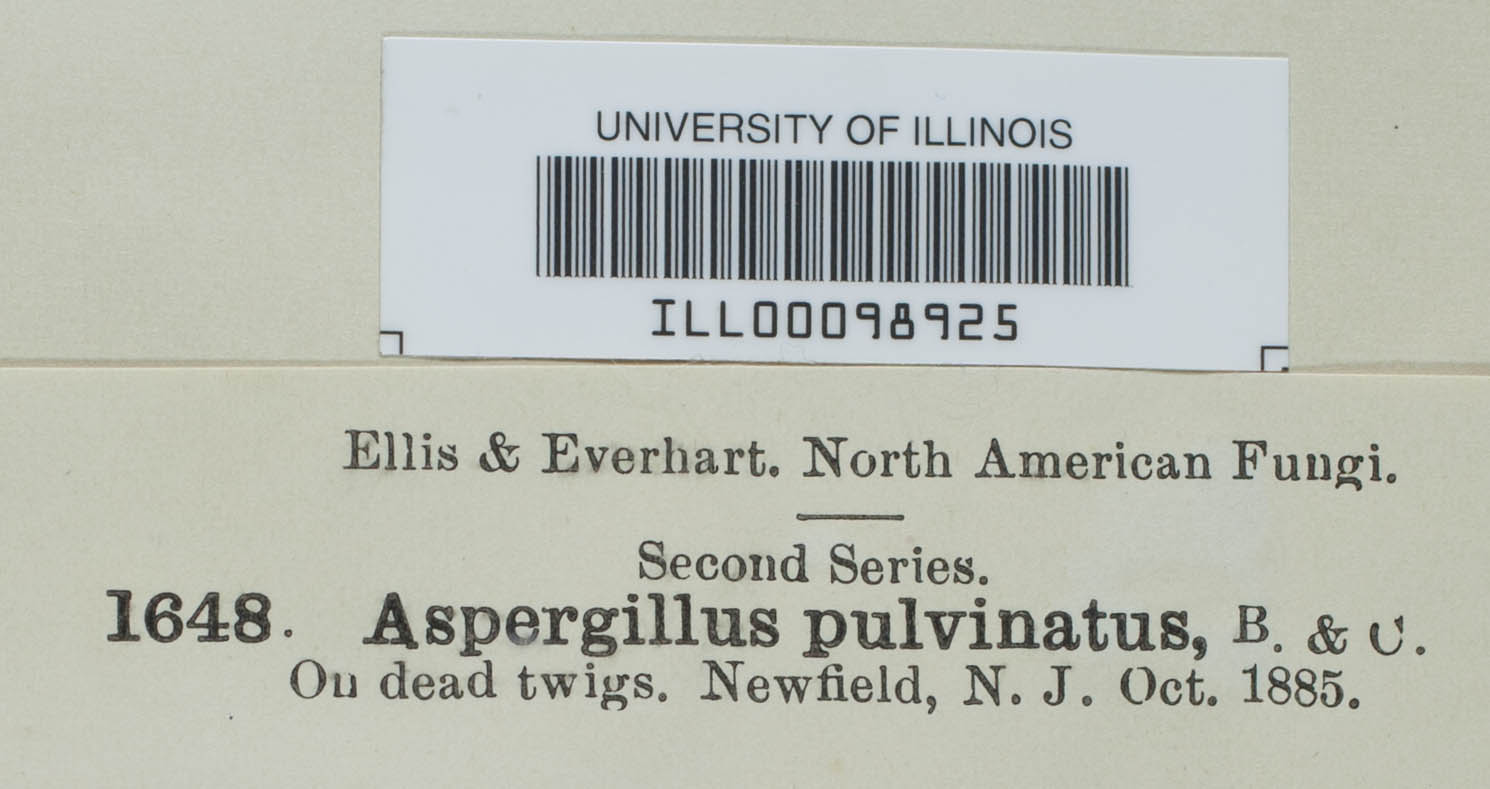 UNIVERSITY OF ILLINOIS
ILL00098925
Ellis & Everhart. North American Fungi.
Second Series.
1648. Aspergillus pulvinatus, B. & C.
On dead twigs. Newfield, N. J. Oct. 1885.